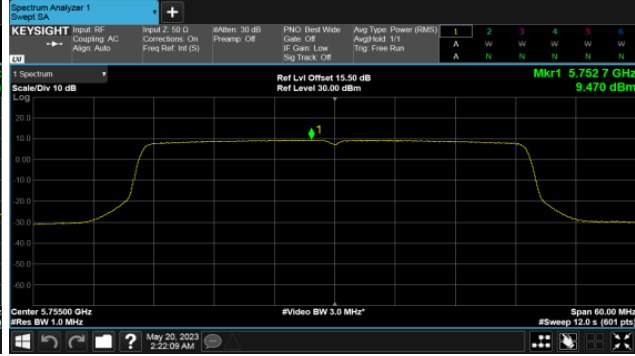 Spectrum Analyzer 1
Swept SA
+
KEYSIGHT Input: RF Input Z: 50 Ω #Atten: 30 dB PNO: Best Wide Avg Type: Power (RMS) 1 2 3 4 5 6
Coupling: AC Corrections: On Preamp: Off Gate: Off Avg|Hold: 1/1 A W W W W W
Align: Auto Freq Ref: Int (S) IF Gain: Low Trig: Free Run
Sig Track: Off A N N N N N
LXI
1 Spectrum Ref Lvl Offset 15.50 dB Mkr1 5.752 7 GHz
Scale/Div 10 dB Ref Level 30.00 dBm 9.470 dBm
Log
20.0
10.0 1
0.00
-10.0
-20.0
-30.0
-40.0
-50.0
-60.0
Center 5.75500 GHz #Video BW 3.0 MHz* Span 60.00 MHz
#Res BW 1.0 MHz #Sweep 12.0 s (601 pts)
? May 20, 2023
2:22:09 AM